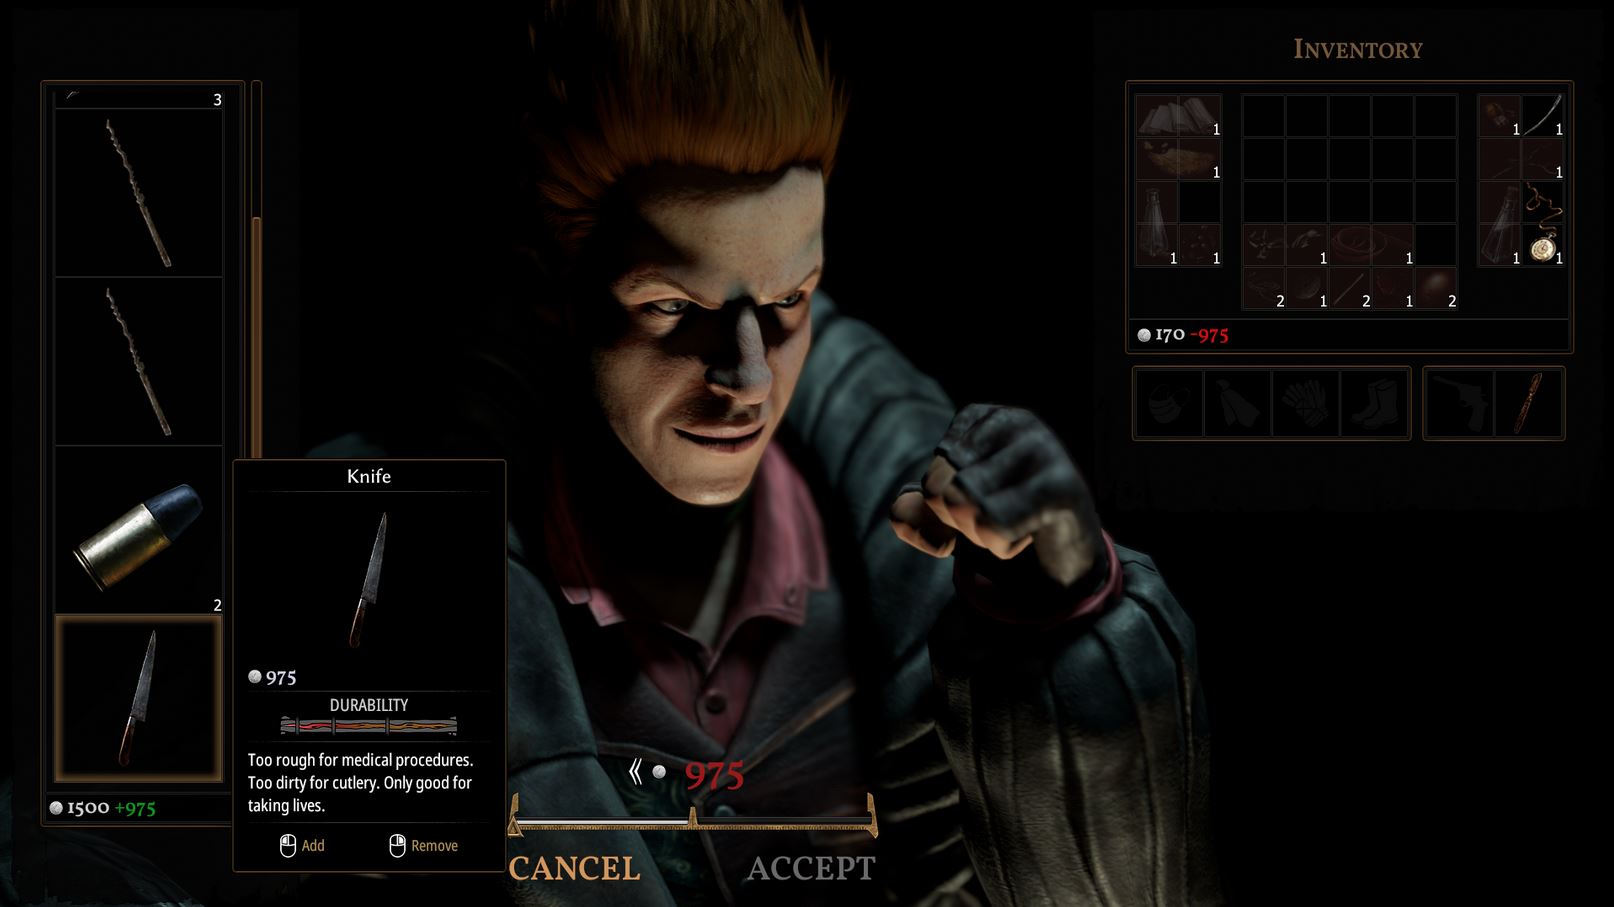 INVENTORY
3
1
1
1
1
1
1
1
1
1
1
2
1
2
1
2
1
1
170 -975
Knife
2
975
DURABILITY
Too rough for medical procedures.
Too dirty for cutlery. Only good for
taking lives.
Add
Remove
1500 +975
975
CANCEL
ACCEPT